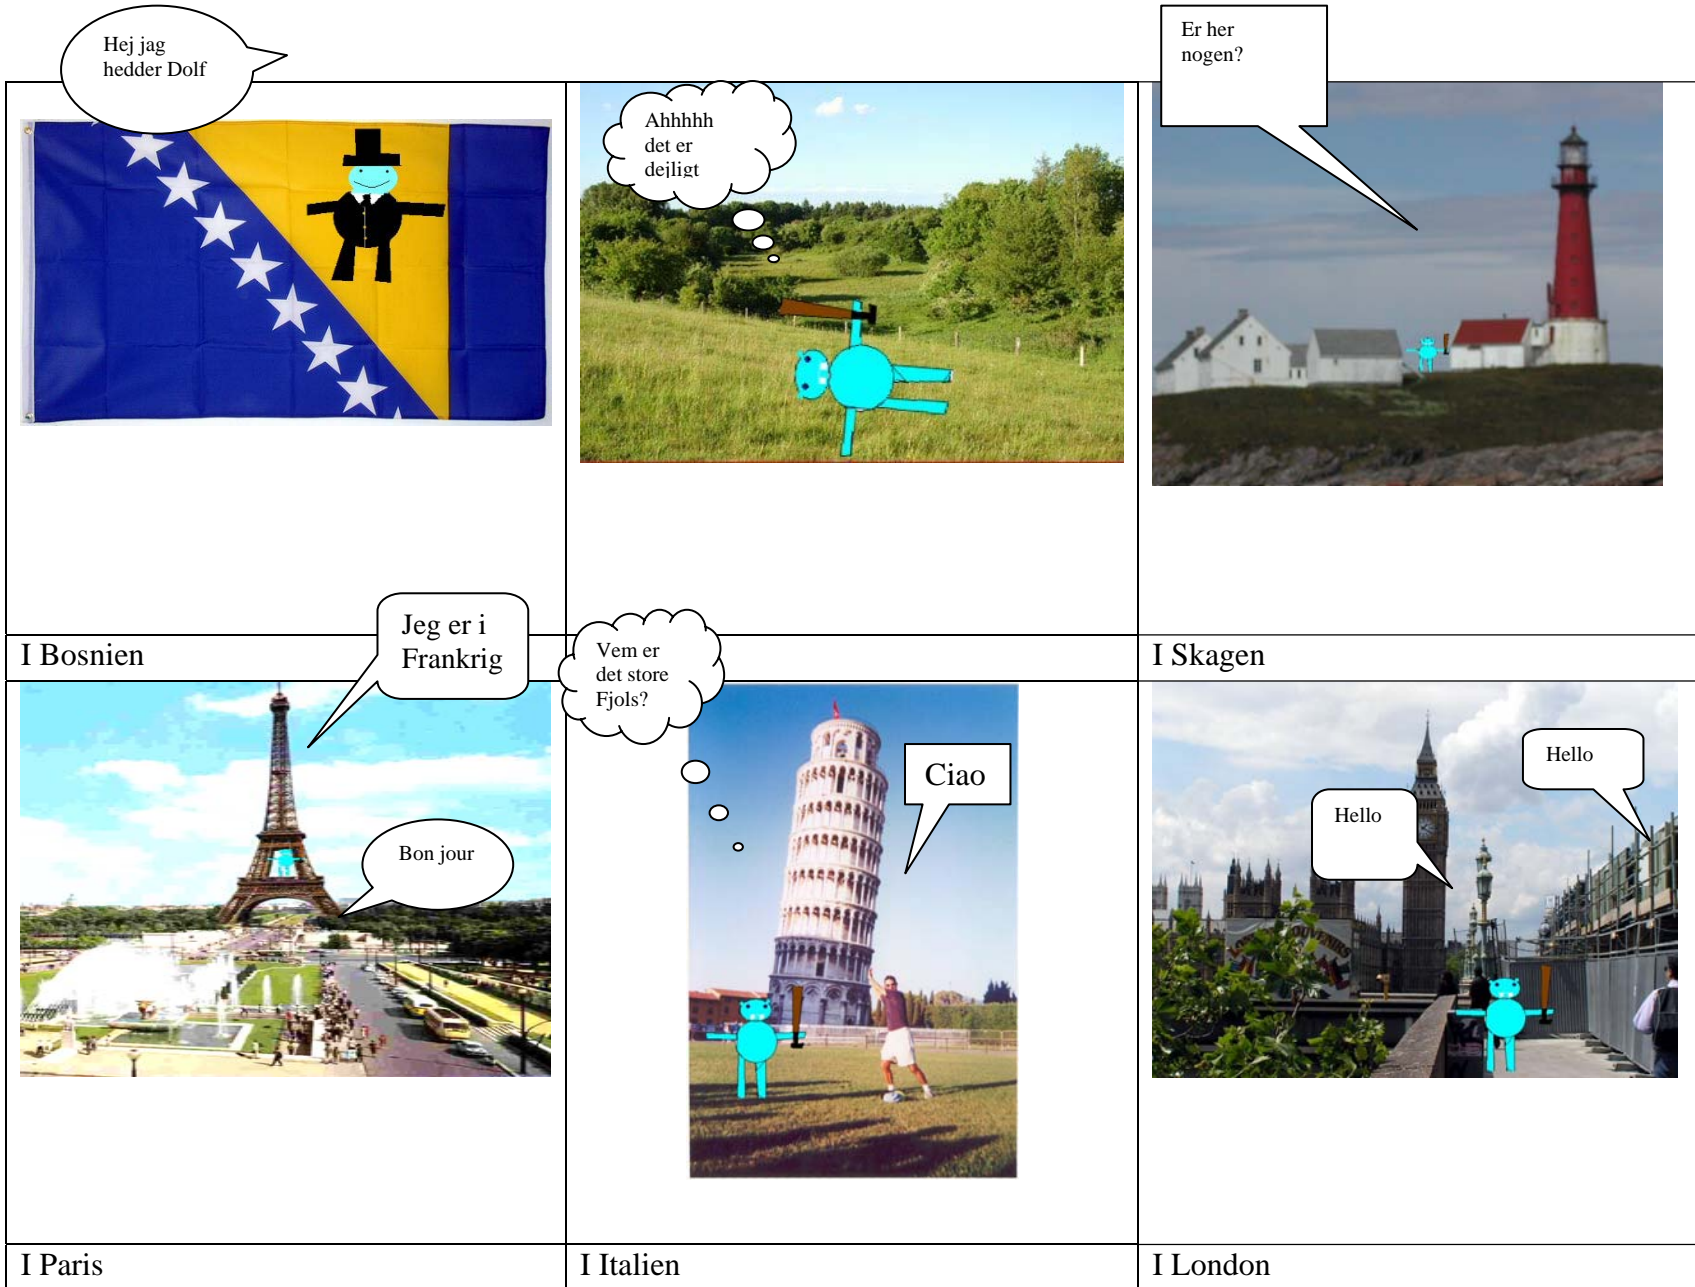 Hej jag
hedder Dolf
Ahhhhh
det er
dejligt
Er her
nogen?
I Bosnien
I Skagen
Jeg er i
Frankrig
Bon jour
Vem er
det store
Fjols?
Ciao
Hello
Hello
I Paris
I Italien
I London